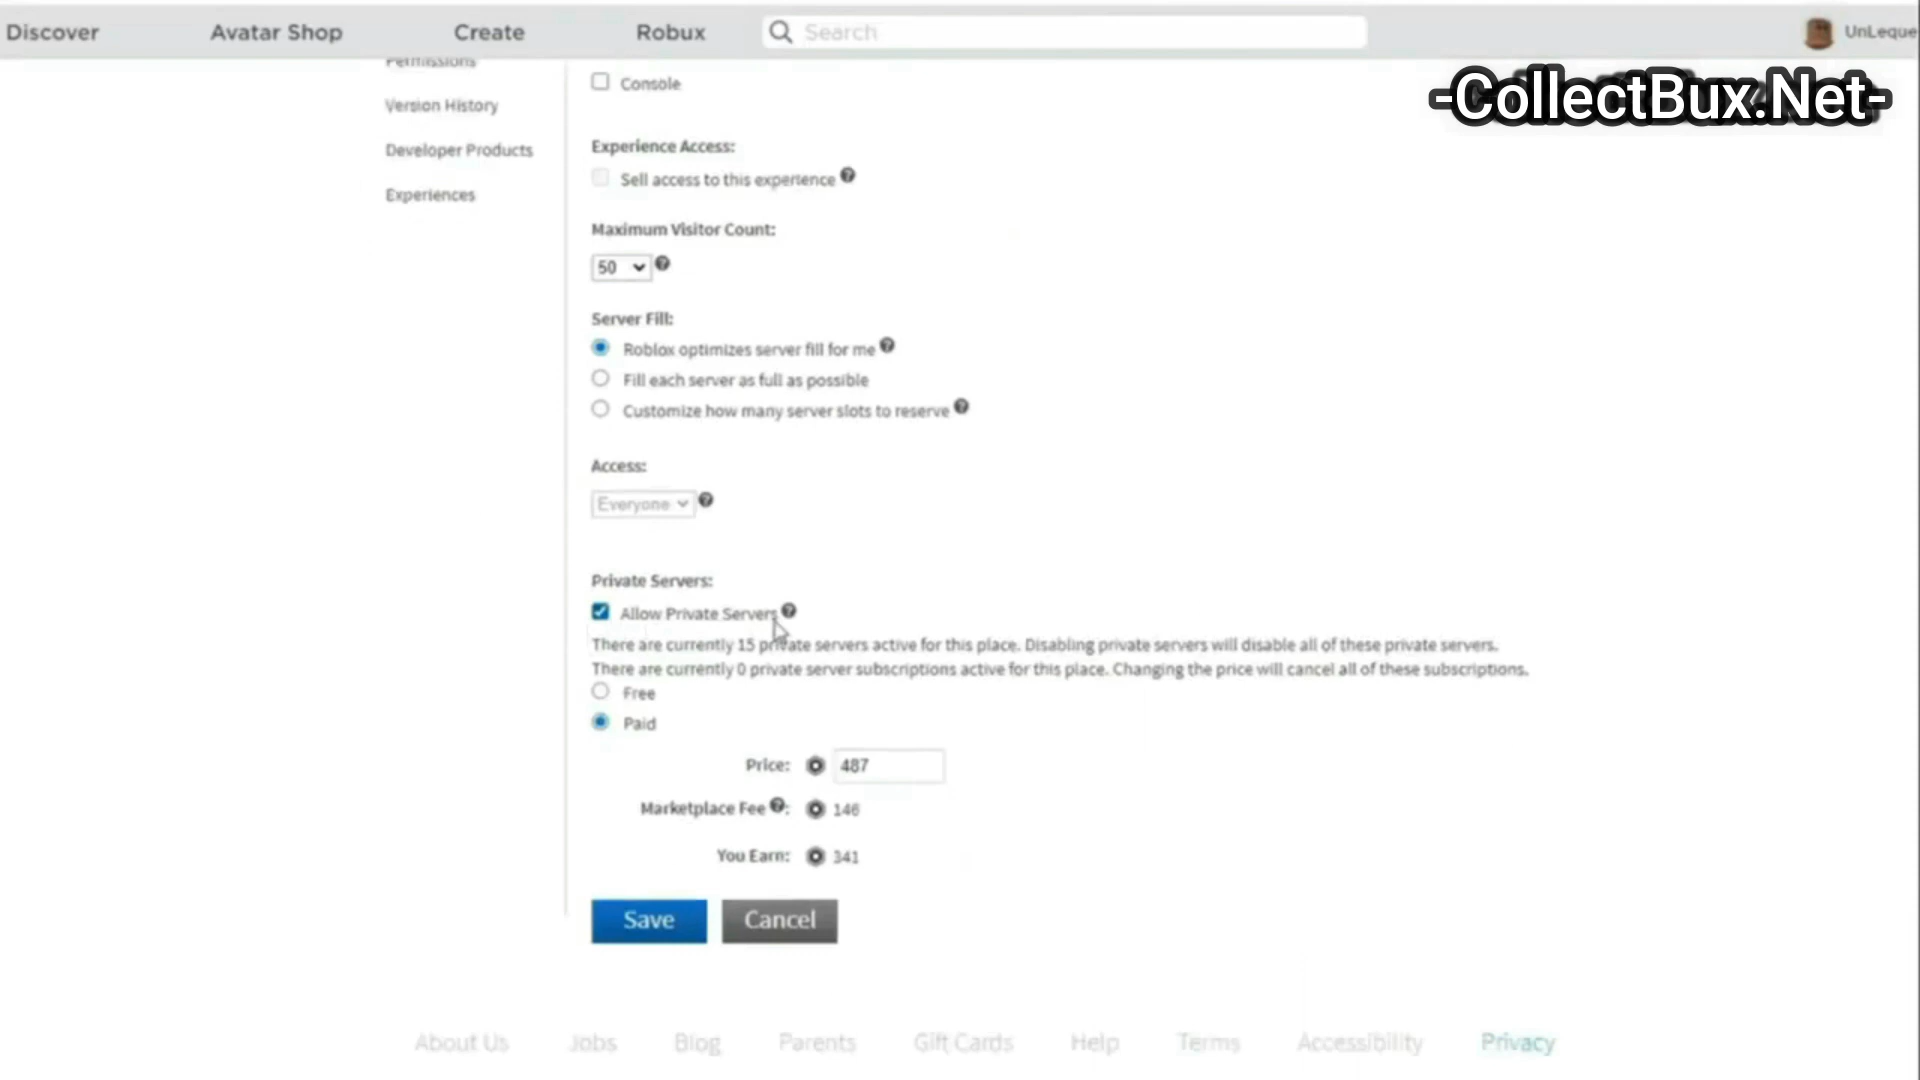 Discover Avatar Shop Create Robux Search UnLeque
-CollectBux.Net-
Permissions
Version History
Developer Products
Experiences
Console
Experience Access:
Sell access to this experience
Maximum Visitor Count:
50
Server Fill:
Roblox optimizes server fill for me
Fill each server as full as possible
Customize how many server slots to reserve
Access:
Everyone
Private Servers:
Allow Private Servers
There are currently 15 private servers active for this place. Disabling private servers will disable all of these private servers.
There are currently 0 private server subscriptions active for this place. Changing the price will cancel all of these subscriptions.
Free
Paid
Price: 487
Marketplace Fee : 146
You Earn: 341
Save Cancel
About Us Jobs Blog Parents Gift Cards Help Terms Accessibility Privacy